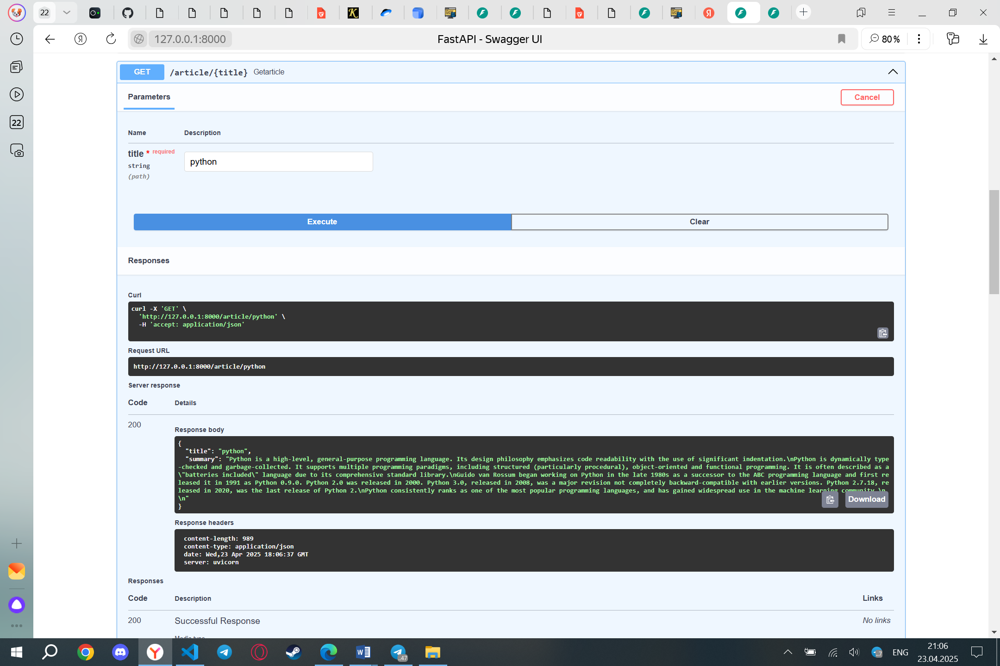 22
127.0.0.1:8000
FastAPI - Swagger UI
80%
22
GET /article/{title} Getarticle
Parameters
Cancel
Name Description
title * required
string
(path)
python
Execute Clear
Responses
Curl
curl -X 'GET' \
'http://127.0.0.1:8000/article/python' \
-H 'accept: application/json'
Request URL
http://127.0.0.1:8000/article/python
Server response
Code Details
200
Response body
{
"title": "python",
"summary": "Python is a high-level, general-purpose programming language. Its design philosophy emphasizes code readability with the use of significant indentation.\nPython is dynamically type
-checked and garbage-collected. It supports multiple programming paradigms, including structured (particularly procedural), object-oriented and functional programming. It is often described as a
\"batteries included\" language due to its comprehensive standard library.\nGuido van Rossum began working on Python in the late 1980s as a successor to the ABC programming language and first re
leased it in 1991 as Python 0.9.0. Python 2.0 was released in 2000. Python 3.0, released in 2008, was a major revision not completely backward-compatible with earlier versions. Python 2.7.18, re
leased in 2020, was the last release of Python 2.\nPython consistently ranks as one of the most popular programming languages, and has gained widespread use in the machine learning community.\n
\n"
}
Download
Response headers
content-length: 989
content-type: application/json
date: Wed,23 Apr 2025 18:06:37 GMT
server: uvicorn
Responses
Code Description Links
200 Successful Response No links
Media type
..47
..7
ENG
21:06
23.04.2025